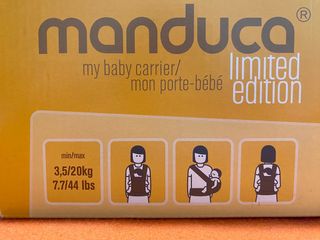 manduca®
my baby carrier/
mon porte-bébé
limited
edition
min/max
3,5/20kg
7.7/44 lbs